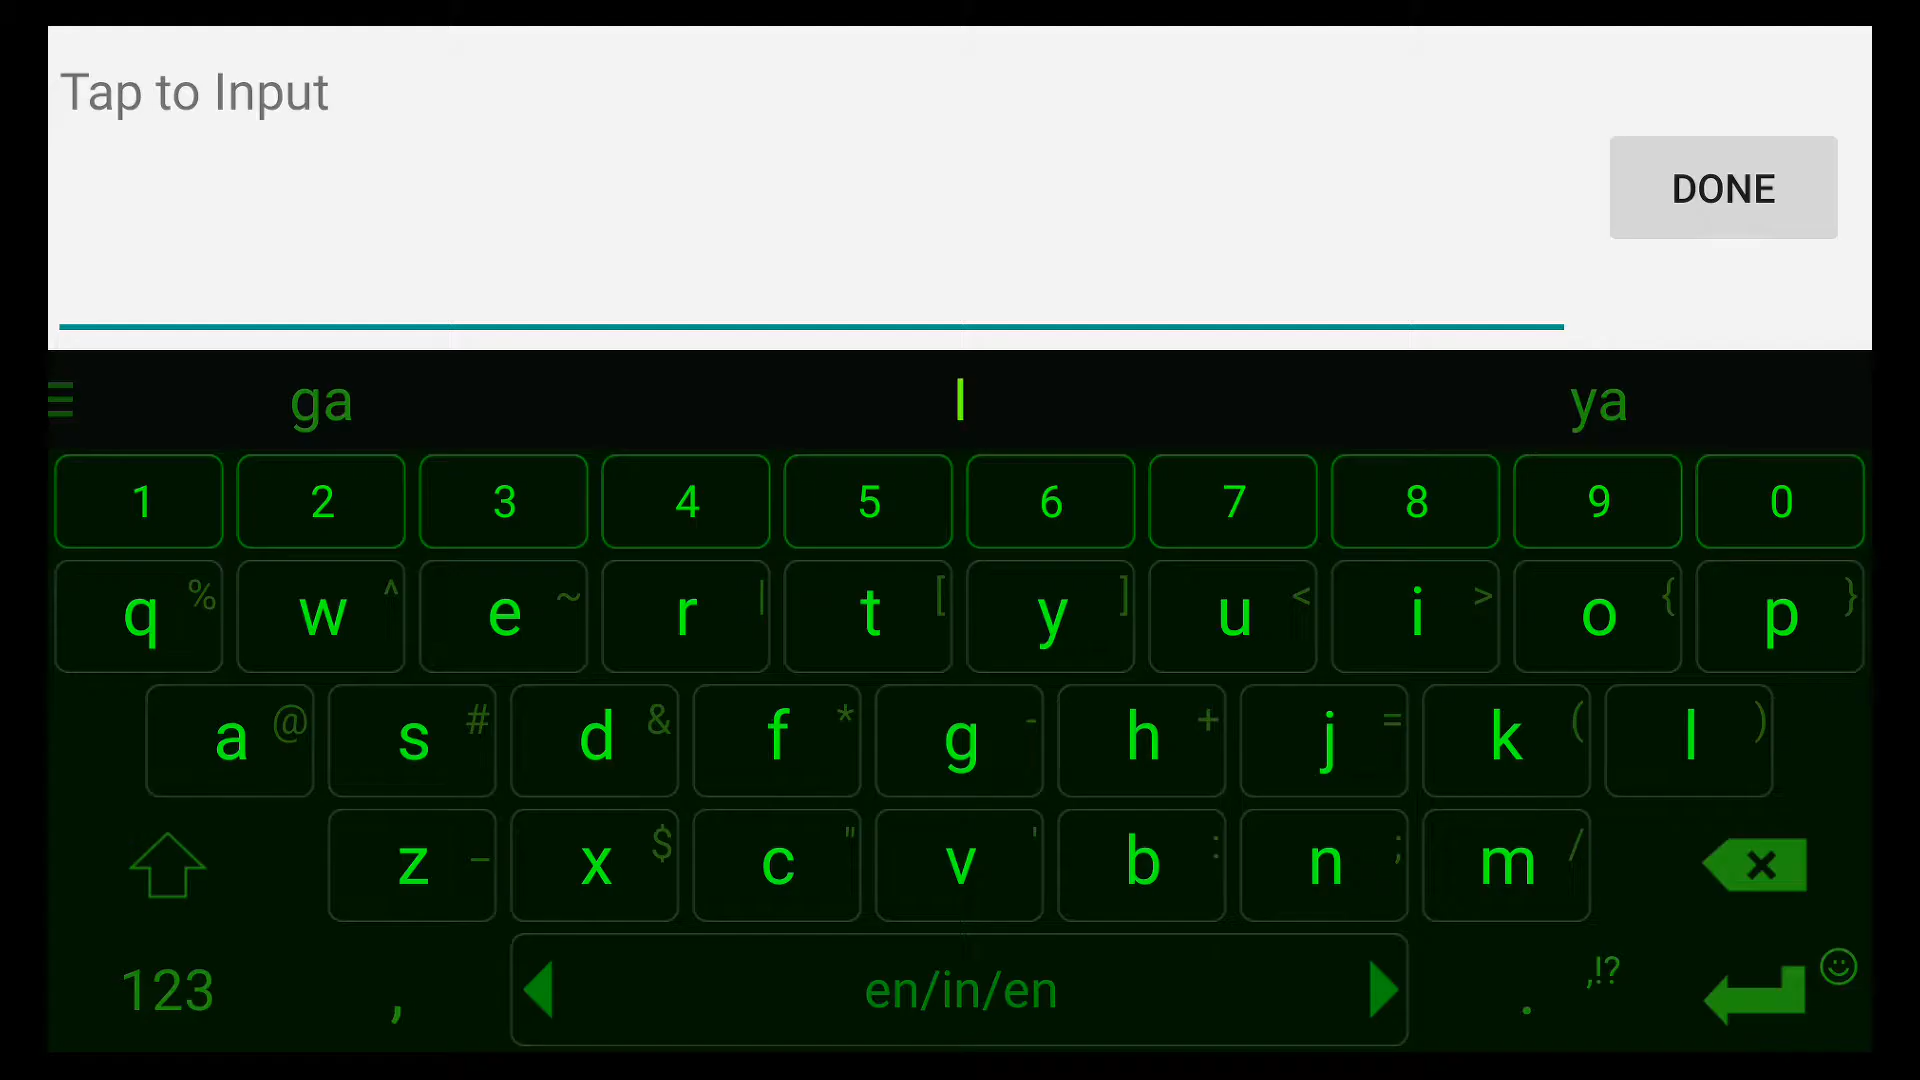 Tap to Input
DONE
ga I ya
1 2 3 4 5 6 7 8 9 0
q % w ^ e ~ r | t [ y ] u < i > o { p }
a @ s # d & f * g - h + j = k ( l )
z _ x $ c " v ' b : n ; m /
123 , en/in/en . ,!?